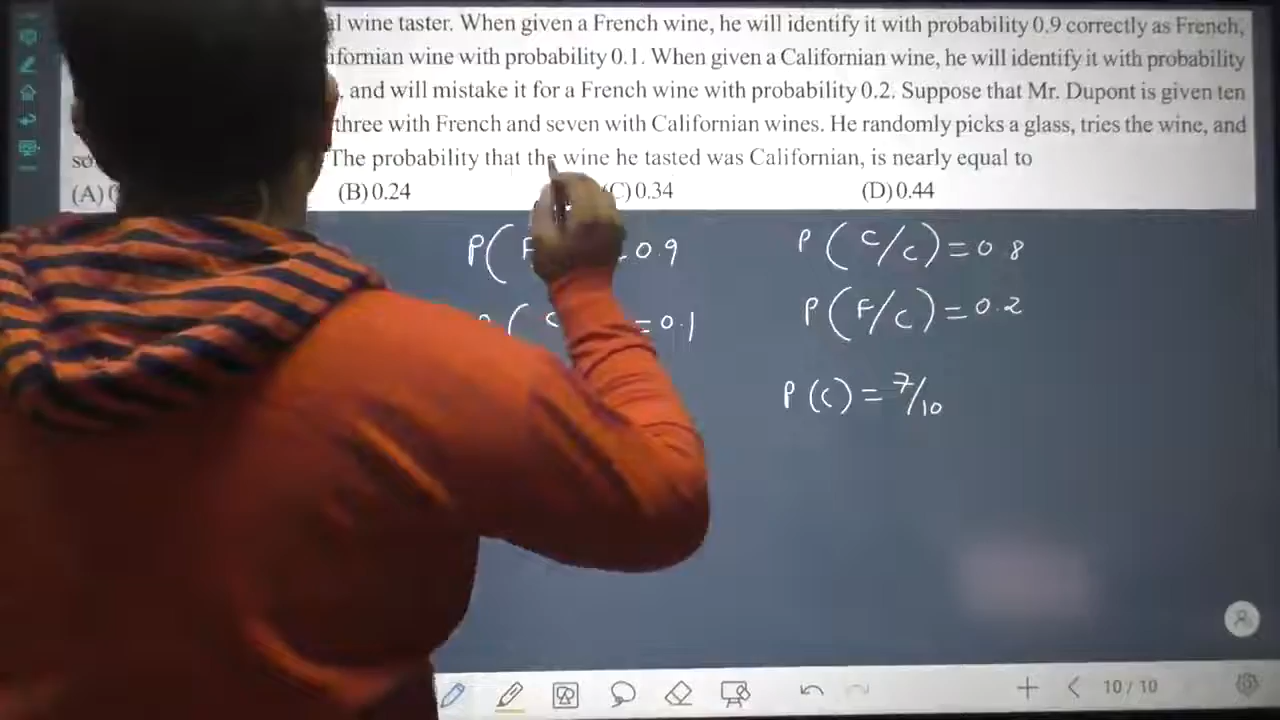 al wine taster. When given a French wine, he will identify it with probability 0.9 correctly as French,
fornian wine with probability 0.1. When given a Californian wine, he will identify it with probability
, and will mistake it for a French wine with probability 0.2. Suppose that Mr. Dupont is given ten
three with French and seven with Californian wines. He randomly picks a glass, tries the wine, and
The probability that the wine he tasted was Californian, is nearly equal to
(A) (B) 0.24 (C) 0.34 (D) 0.44
P(F =0.9 P(C/C)=0.8
P(C =0.1 P(F/C)=0.2
P(C)=7/10
10/10